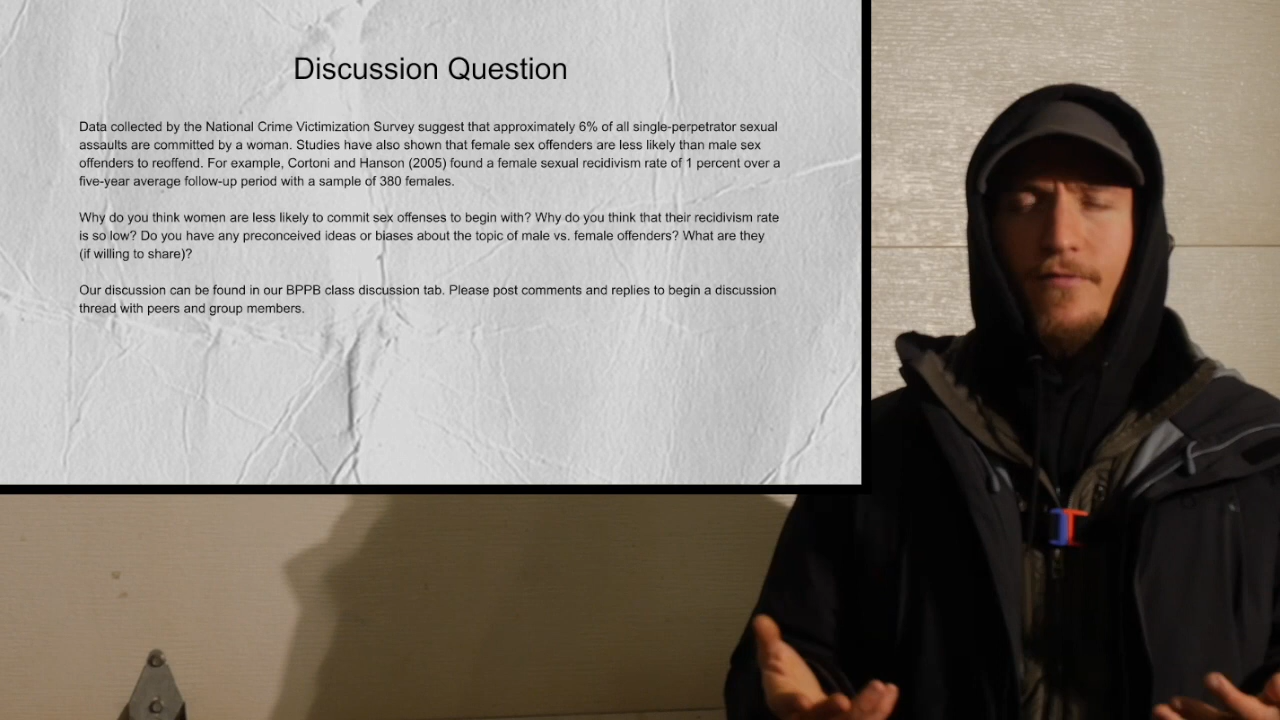 Discussion Question
Data collected by the National Crime Victimization Survey suggest that approximately 6% of all single-perpetrator sexual
assaults are committed by a woman. Studies have also shown that female sex offenders are less likely than male sex
offenders to reoffend. For example, Cortoni and Hanson (2005) found a female sexual recidivism rate of 1 percent over a
five-year average follow-up period with a sample of 380 females.
Why do you think women are less likely to commit sex offenses to begin with? Why do you think that their recidivism rate
is so low? Do you have any preconceived ideas or biases about the topic of male vs. female offenders? What are they
(if willing to share)?
Our discussion can be found in our BPPB class discussion tab. Please post comments and replies to begin a discussion
thread with peers and group members.